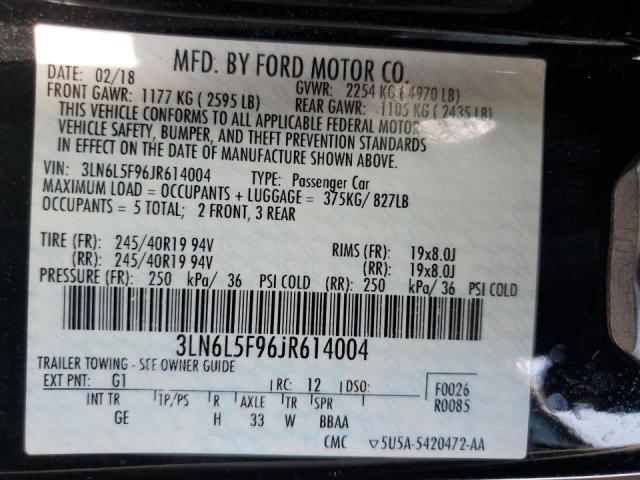 MFD. BY FORD MOTOR CO.
DATE: 02/18 GVWR: 2254 KG ( 4970 LB)
FRONT GAWR: 1177 KG ( 2595 LB) REAR GAWR: 1105 KG ( 2435 LB)
THIS VEHICLE CONFORMS TO ALL APPLICABLE FEDERAL MOTOR
VEHICLE SAFETY, BUMPER, AND THEFT PREVENTION STANDARDS
IN EFFECT ON THE DATE OF MANUFACTURE SHOWN ABOVE.
VIN: 3LN6L5F96JR614004 TYPE: Passenger Car
MAXIMUM LOAD = OCCUPANTS + LUGGAGE = 375KG/ 827LB
OCCUPANTS = 5 TOTAL; 2 FRONT, 3 REAR
TIRE (FR): 245/40R19 94V RIMS (FR): 19x8.0J
(RR): 245/40R19 94V (RR): 19x8.0J
PRESSURE (FR): 250 kPa/ 36 PSI COLD (RR): 250 kPa/ 36 PSI COLD
3LN6L5F96JR614004
TRAILER TOWING - SEE OWNER GUIDE
EXT PNT: G1 RC: 12 DSO: F0026
INT TR TP/PS R AXLE TR SPR R0085
GE H 33 W BBAA
CMC ▽5U5A-5420472-AA